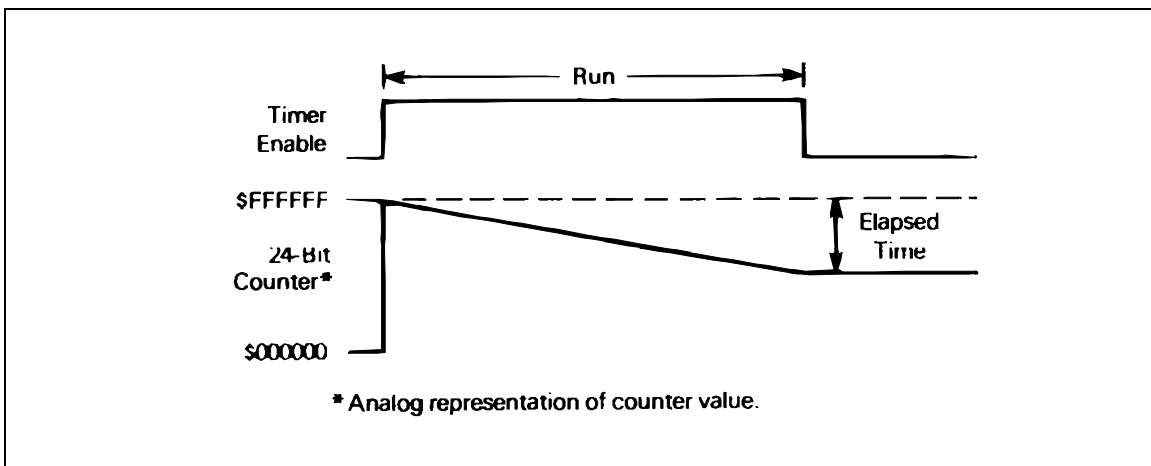 Run
Timer
Enable
$FFFFFF
Elapsed
Time
24-Bit
Counter*
$000000
* Analog representation of counter value.